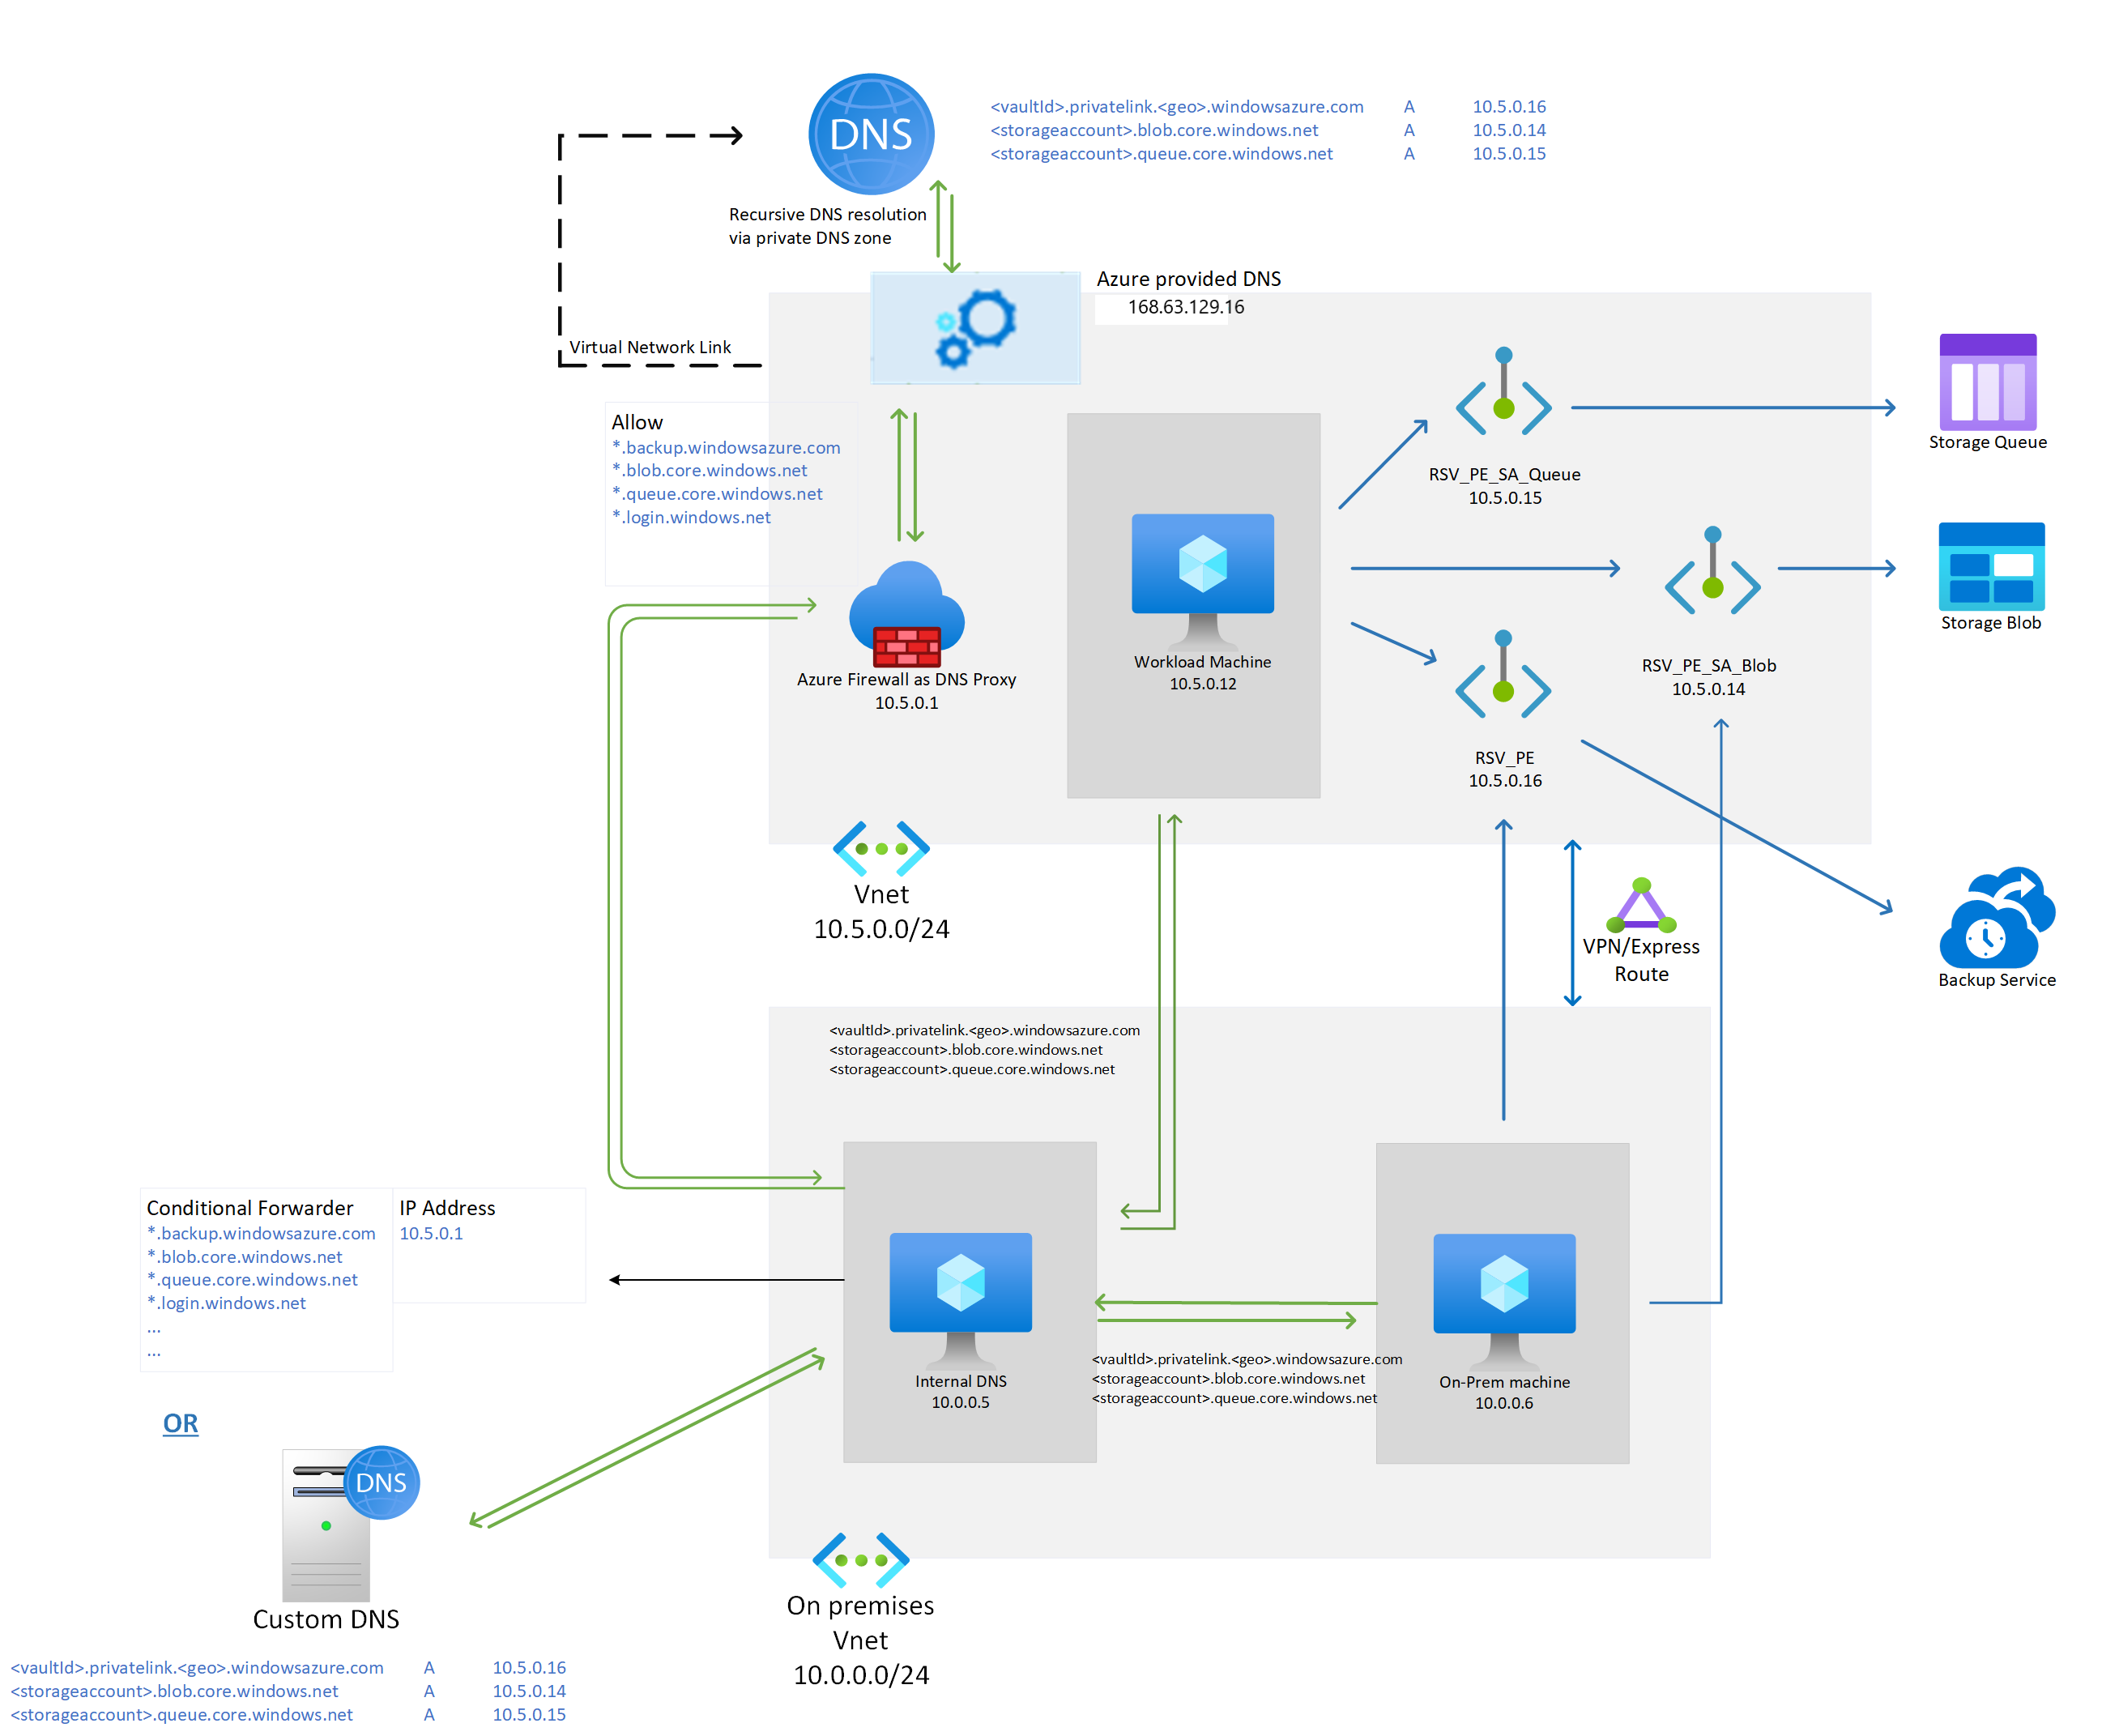 DNS
<vaultId>.privatelink.<geo>.windowsazure.com A 10.5.0.16
<storageaccount>.blob.core.windows.net A 10.5.0.14
<storageaccount>.queue.core.windows.net A 10.5.0.15
Recursive DNS resolution
via private DNS zone
Azure provided DNS
168.63.129.16
Virtual Network Link
Allow
*.backup.windowsazure.com
*.blob.core.windows.net
*.queue.core.windows.net
*.login.windows.net
Storage Queue
RSV_PE_SA_Queue
10.5.0.15
Storage Blob
RSV_PE_SA_Blob
10.5.0.14
Azure Firewall as DNS Proxy
10.5.0.1
Workload Machine
10.5.0.12
RSV_PE
10.5.0.16
Vnet
10.5.0.0/24
VPN/Express
Route
Backup Service
<vaultId>.privatelink.<geo>.windowsazure.com
<storageaccount>.blob.core.windows.net
<storageaccount>.queue.core.windows.net
Conditional Forwarder IP Address
*.backup.windowsazure.com 10.5.0.1
*.blob.core.windows.net
*.queue.core.windows.net
*.login.windows.net
...
...
Internal DNS
10.0.0.5
<vaultId>.privatelink.<geo>.windowsazure.com
<storageaccount>.blob.core.windows.net
<storageaccount>.queue.core.windows.net
On-Prem machine
10.0.0.6
OR
DNS
Custom DNS
On premises
Vnet
10.0.0.0/24
<vaultId>.privatelink.<geo>.windowsazure.com A 10.5.0.16
<storageaccount>.blob.core.windows.net A 10.5.0.14
<storageaccount>.queue.core.windows.net A 10.5.0.15